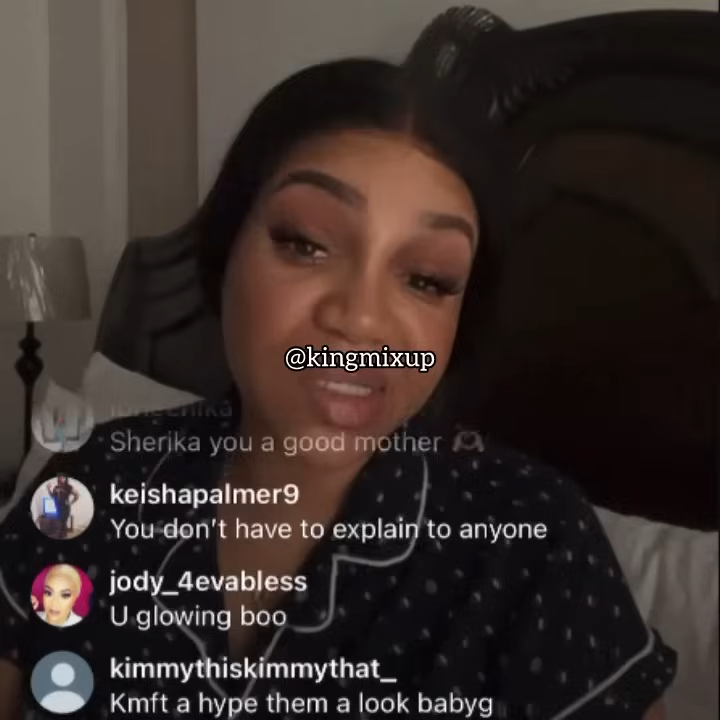 @kingmixup
Sherika you a good mother 🫶
keishapalmer9
You don't have to explain to anyone
jody_4evabless
U glowing boo
kimmythiskimmythat_
Kmft a hype them a look babyg